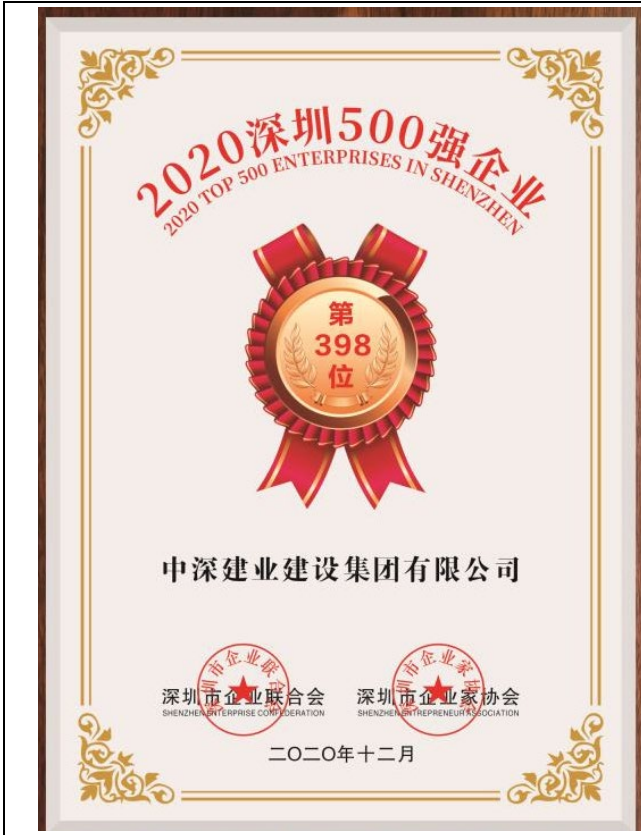 2020深圳500强企业
2020 TOP 500 ENTERPRISES IN SHENZHEN
第
398
位
中深建业建设集团有限公司
深圳市企业联合会 深圳市企业家协会
SHENZHEN ENTERPRISE CONFEDERATION SHENZHEN ENTREPRENEUR ASSOCIATION
二〇二〇年十二月